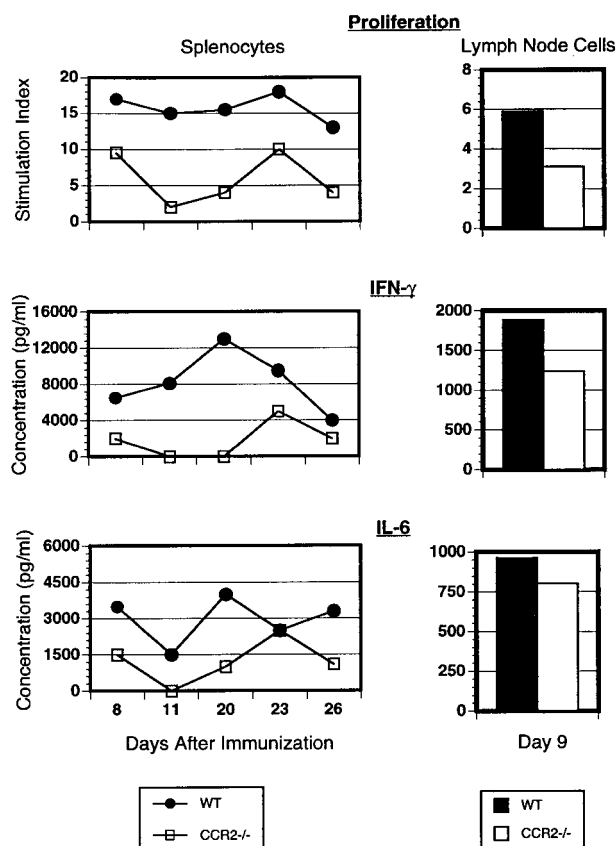 Proliferation
Splenocytes
Lymph Node Cells
Stimulation Index
20
15
10
5
0
8
6
4
2
0
IFN-γ
Concentration (pg/ml)
16000
12000
8000
4000
0
2000
1500
1000
500
0
IL-6
Concentration (pg/ml)
6000
4500
3000
1500
0
8 11 20 23 26
Days After Immunization
1000
750
500
250
0
Day 9
WT
CCR2-/-
WT
CCR2-/-